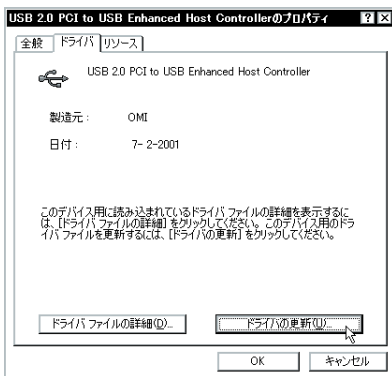 USB 2.0 PCI to USB Enhanced Host Controllerのプロパティ
全般 ドライバ リソース
USB 2.0 PCI to USB Enhanced Host Controller
製造元: OMI
日付: 7- 2-2001
このデバイス用に読み込まれているドライバ ファイルの詳細を表示するに
は、[ドライバ ファイルの詳細] をクリックしてください。このデバイス用のドラ
イバ ファイルを更新するには、[ドライバの更新] をクリックしてください。
ドライバ ファイルの詳細(D)... ドライバの更新(U)...
OK キャンセル